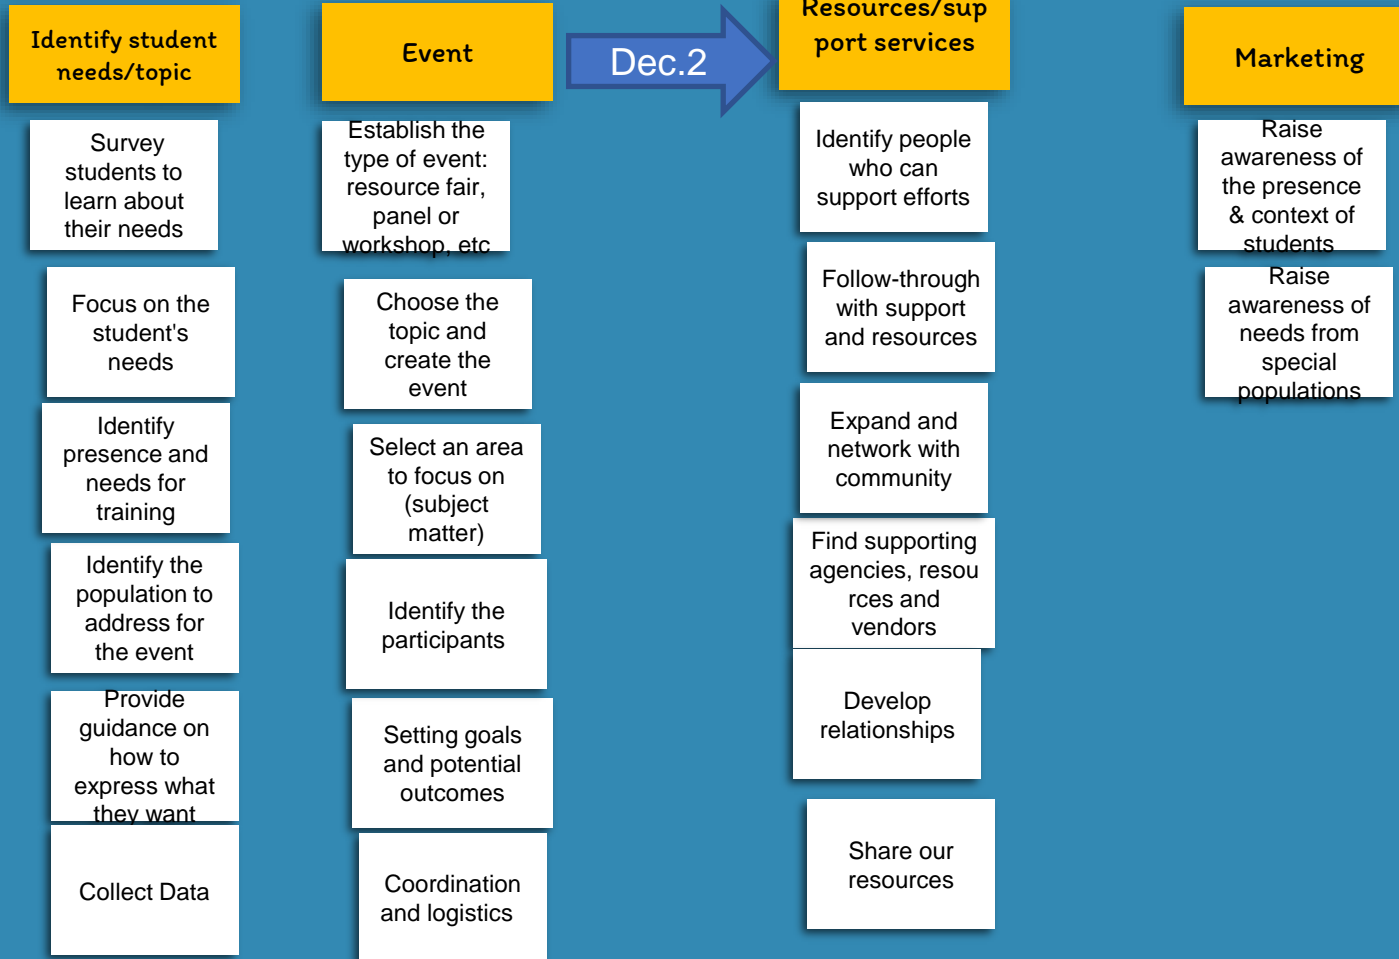 Identify student
needs/topic
Survey
students to
learn about
their needs
Focus on the
student's
needs
Identify
presence and
needs for
training
Identify the
population to
address for
the event
Provide
guidance on
how to
express what
they want
Collect Data
Event
Establish the
type of event:
resource fair,
panel or
workshop, etc
Choose the
topic and
create the
event
Select an area
to focus on
(subject
matter)
Identify the
participants
Setting goals
and potential
outcomes
Coordination
and logistics
Dec.2
Resources/sup
port services
Identify people
who can
support efforts
Follow-through
with support
and resources
Expand and
network with
community
Find supporting
agencies, resou
rces and
vendors
Develop
relationships
Share our
resources
Marketing
Raise
awareness of
the presence
& context of
students
Raise
awareness of
needs from
special
populations